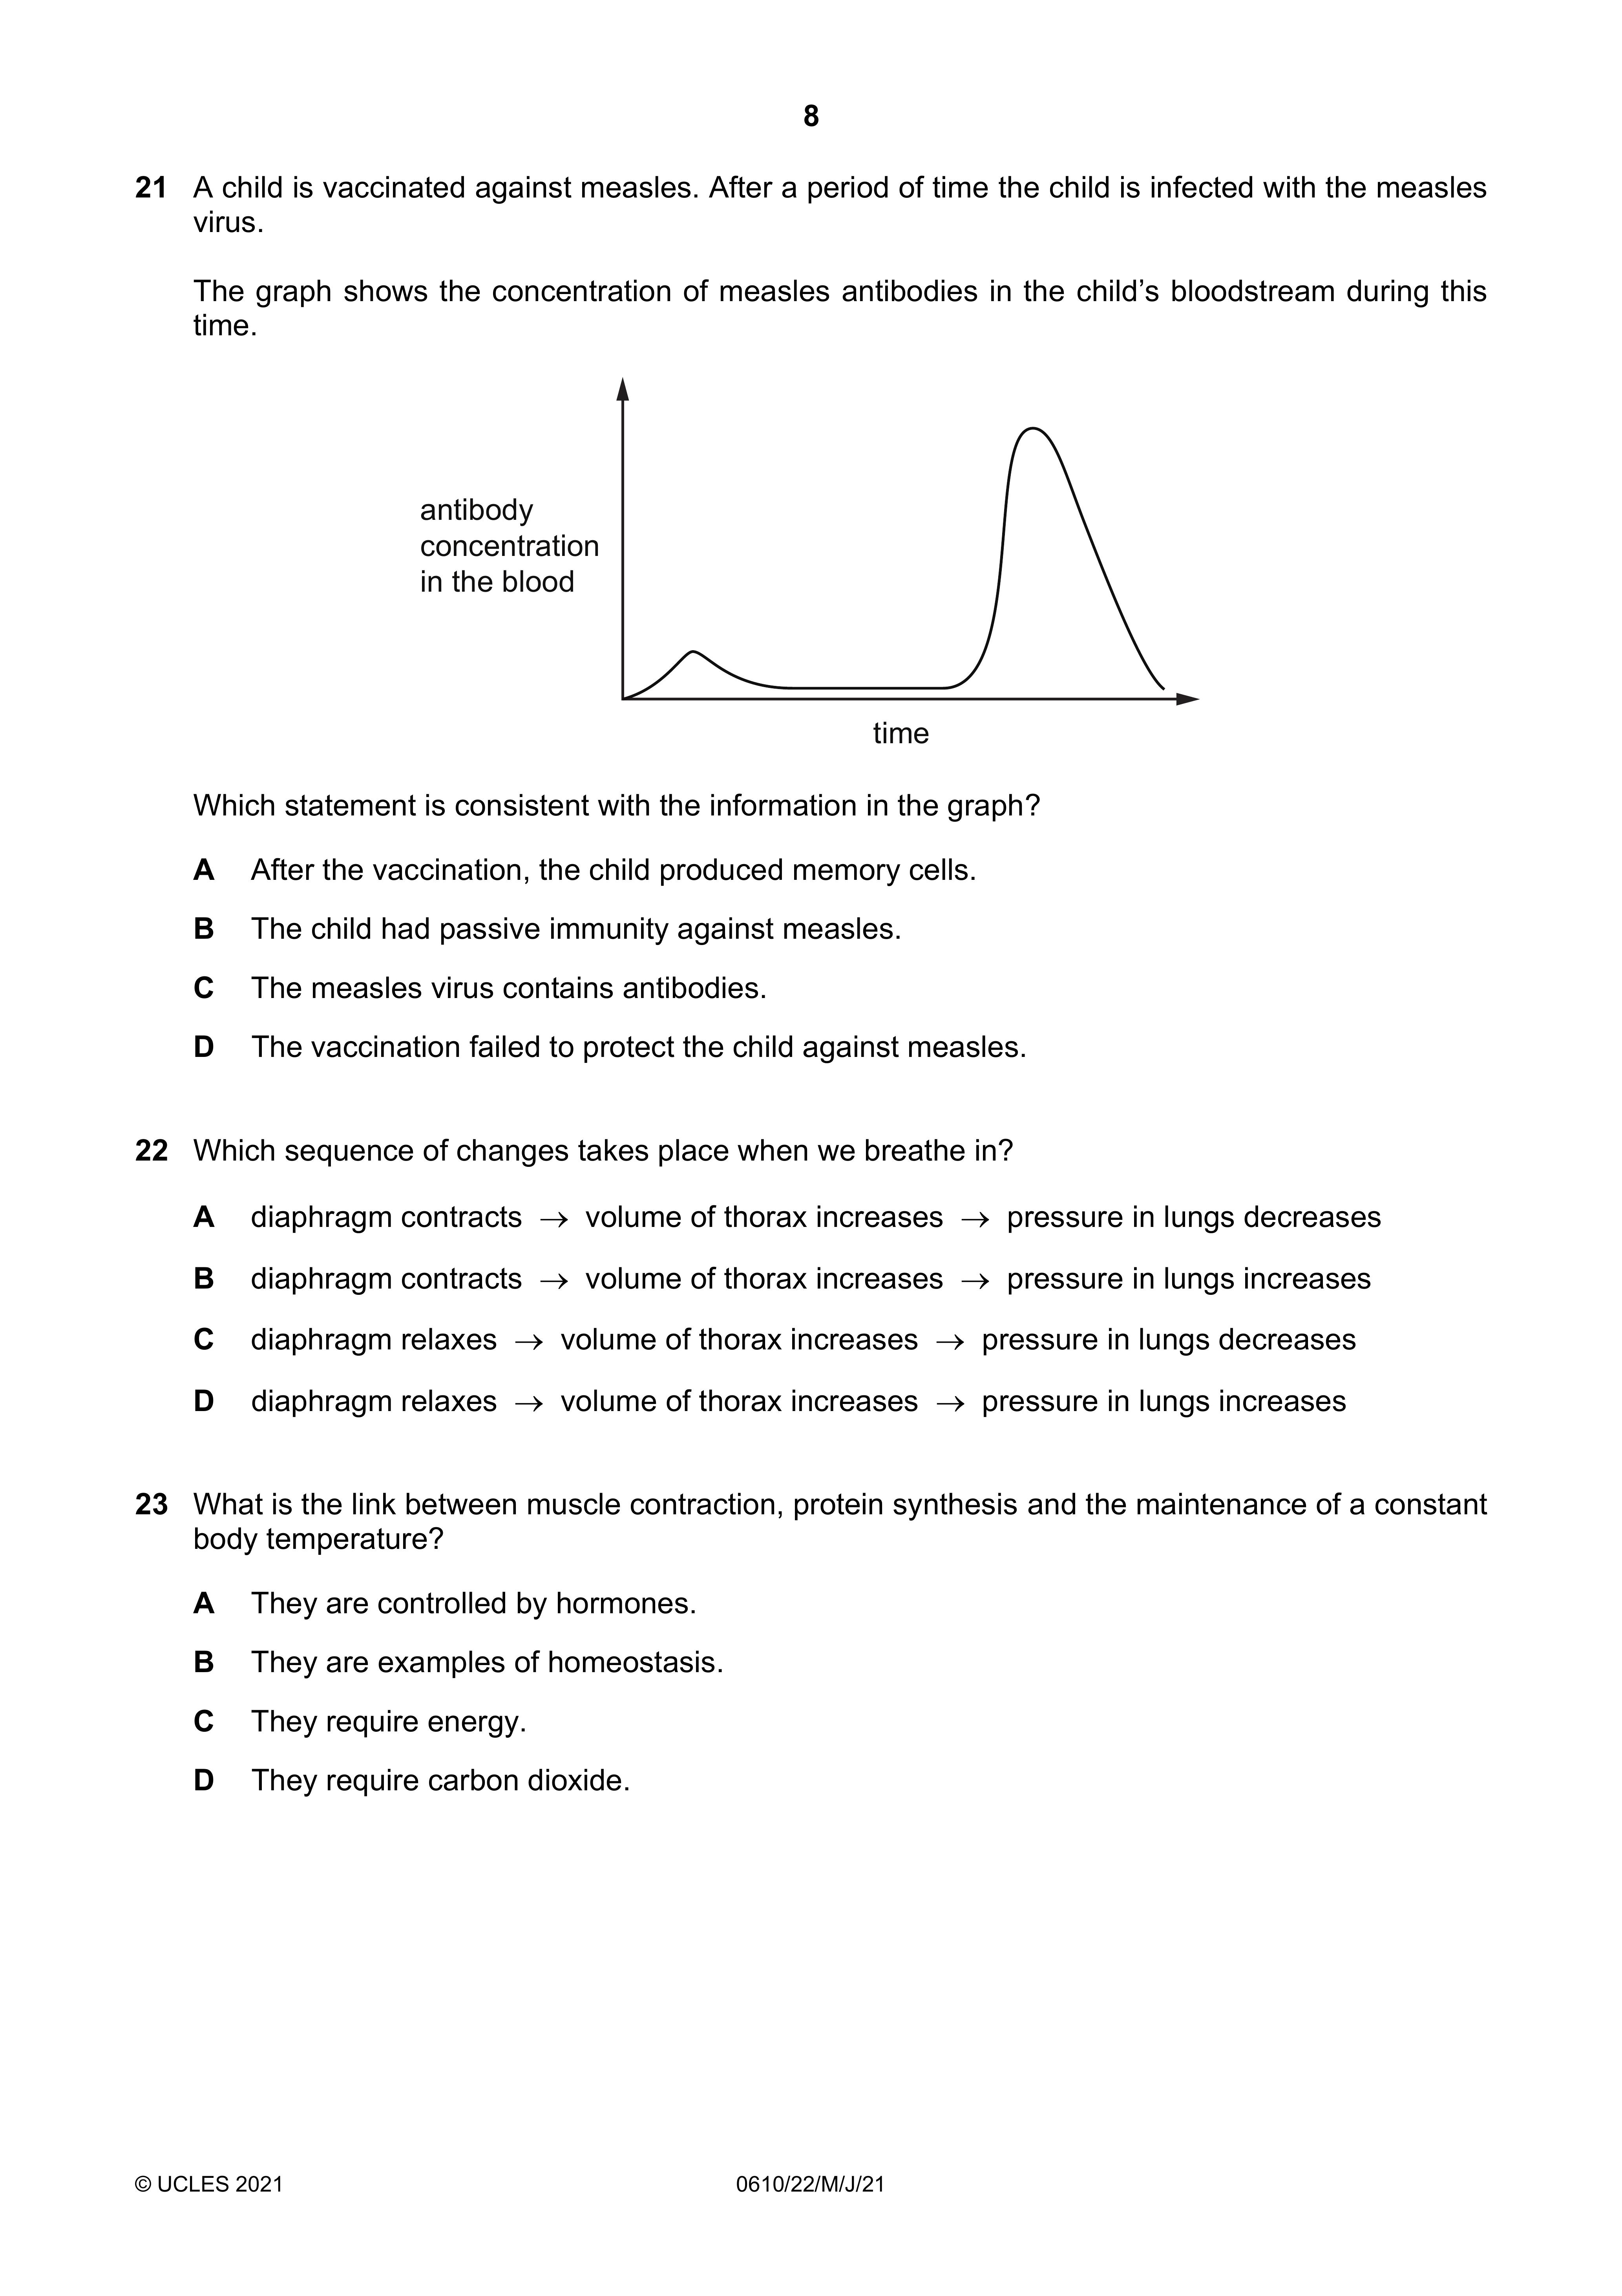 8
21 A child is vaccinated against measles. After a period of time the child is infected with the measles
virus.
The graph shows the concentration of measles antibodies in the child’s bloodstream during this
time.
antibody
concentration
in the blood
time
Which statement is consistent with the information in the graph?
A After the vaccination, the child produced memory cells.
B The child had passive immunity against measles.
C The measles virus contains antibodies.
D The vaccination failed to protect the child against measles.
22 Which sequence of changes takes place when we breathe in?
A diaphragm contracts → volume of thorax increases → pressure in lungs decreases
B diaphragm contracts → volume of thorax increases → pressure in lungs increases
C diaphragm relaxes → volume of thorax increases → pressure in lungs decreases
D diaphragm relaxes → volume of thorax increases → pressure in lungs increases
23 What is the link between muscle contraction, protein synthesis and the maintenance of a constant
body temperature?
A They are controlled by hormones.
B They are examples of homeostasis.
C They require energy.
D They require carbon dioxide.
© UCLES 2021 0610/22/M/J/21